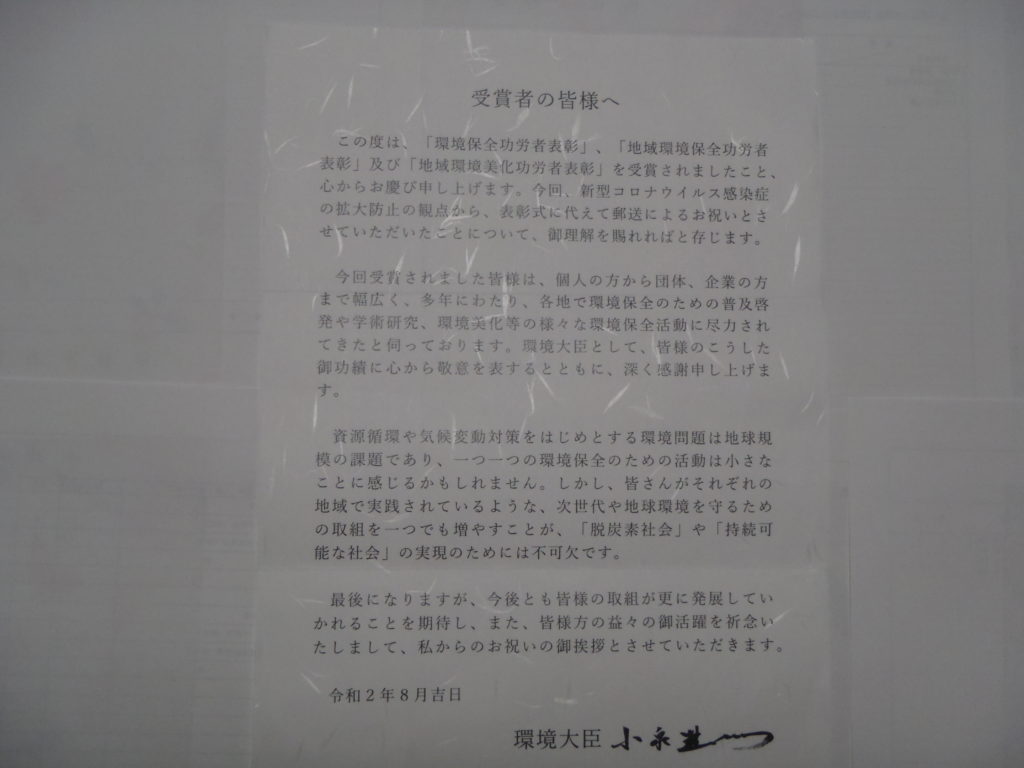 受賞者の皆様へ
この度は、「環境保全功労者表彰」、「地域環境保全功労者
表彰」及び「地域環境美化功労者表彰」を受賞されましたこと、
心からお慶び申し上げます。今回、新型コロナウイルス感染症
の拡大防止の観点から、表彰式に代えて郵送によるお祝いとさ
せていただいたことについて、御理解を賜れればと存じます。
今回受賞されました皆様は、個人の方から団体、企業の方
まで幅広く、多年にわたり、各地で環境保全のための普及啓
発や学術研究、環境美化等の様々な環境保全活動に尽力され
てきたと伺っております。環境大臣として、皆様のこうした
御功績に心から敬意を表するとともに、深く感謝申し上げま
す。
資源循環や気候変動対策をはじめとする環境問題は地球規
模の課題であり、一つ一つの環境保全のための活動は小さな
ことに感じるかもしれません。しかし、皆さんがそれぞれの
地域で実践されているような、次世代や地球環境を守るため
の取組を一つでも増やすことが、「脱炭素社会」や「持続可
能な社会」の実現のためには不可欠です。
最後になりますが、今後とも皆様の取組が更に発展してい
かれることを期待し、また、皆様方の益々の御活躍を祈念い
たしまして、私からのお祝いの御挨拶とさせていただきます。
令和２年８月吉日
環境大臣 小泉進一